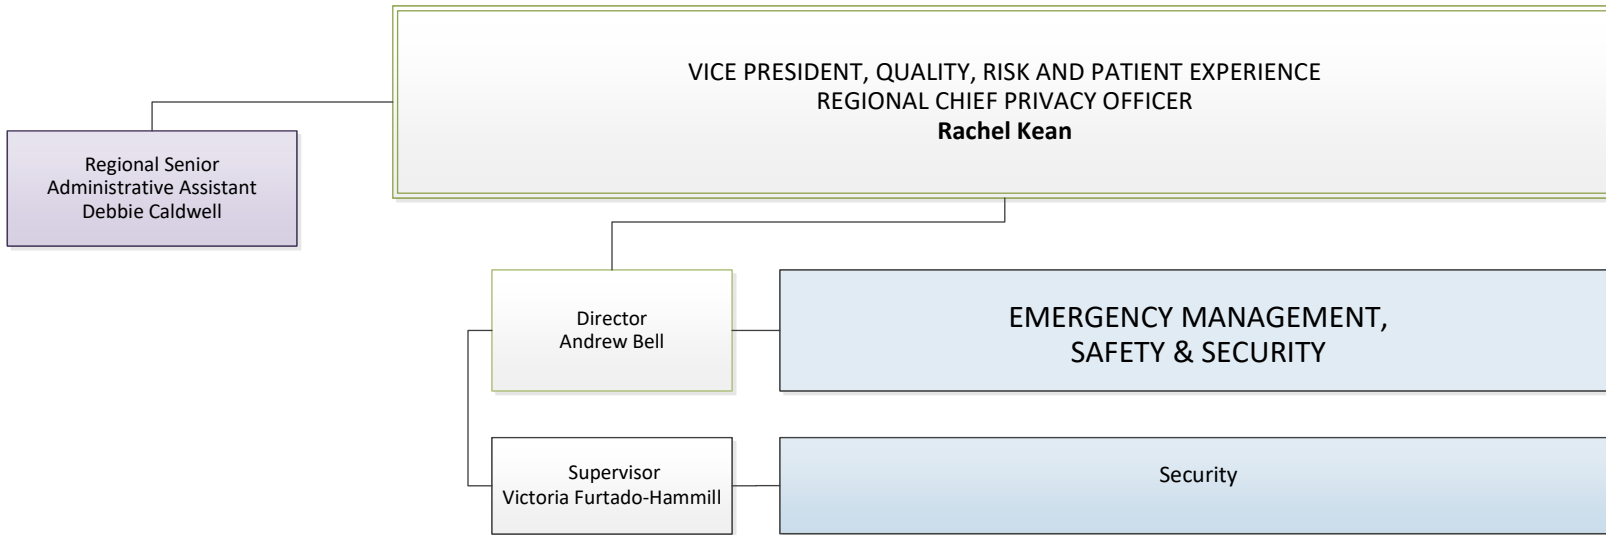 VICE PRESIDENT, QUALITY, RISK AND PATIENT EXPERIENCE
REGIONAL CHIEF PRIVACY OFFICER
Rachel Kean
Regional Senior
Administrative Assistant
Debbie Caldwell
Director
Andrew Bell
EMERGENCY MANAGEMENT,
SAFETY & SECURITY
Supervisor
Victoria Furtado-Hammill
Security